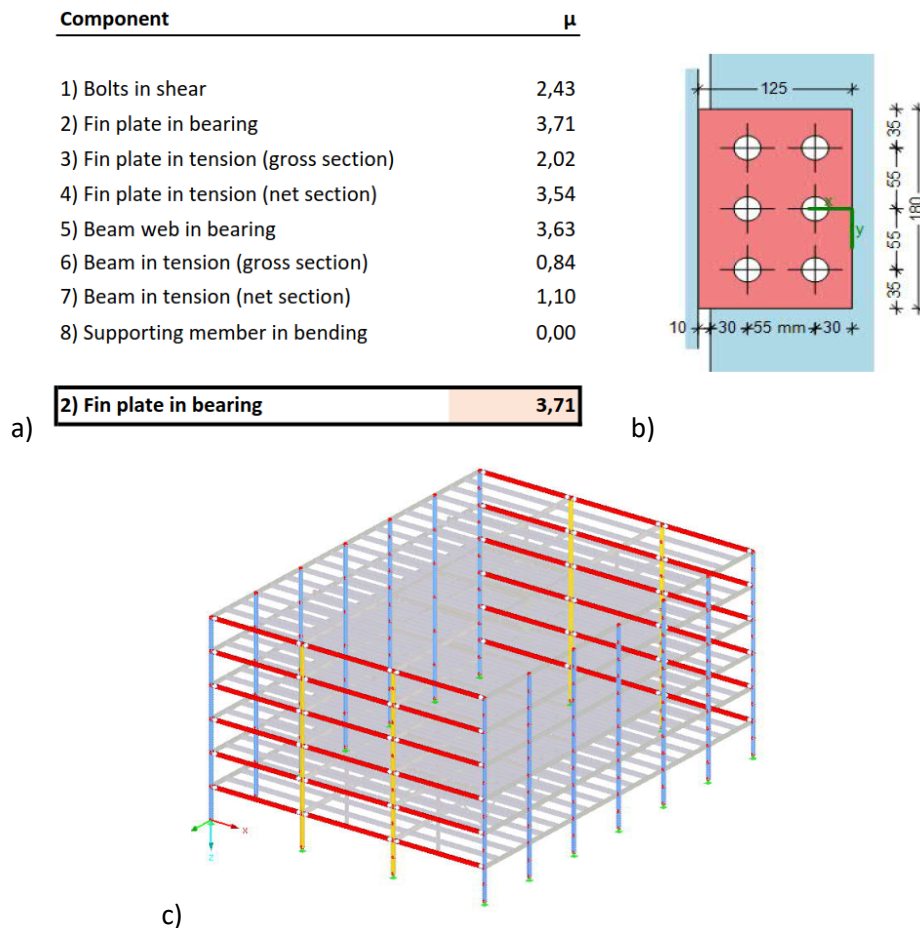 Component μ
1) Bolts in shear 2,43
2) Fin plate in bearing 3,71
3) Fin plate in tension (gross section) 2,02
4) Fin plate in tension (net section) 3,54
5) Beam web in bearing 3,63
6) Beam in tension (gross section) 0,84
7) Beam in tension (net section) 1,10
8) Supporting member in bending 0,00
2) Fin plate in bearing 3,71
a)
125
35
55
55
35
180
x
y
10 30 55 mm 30
b)
x
z
c)